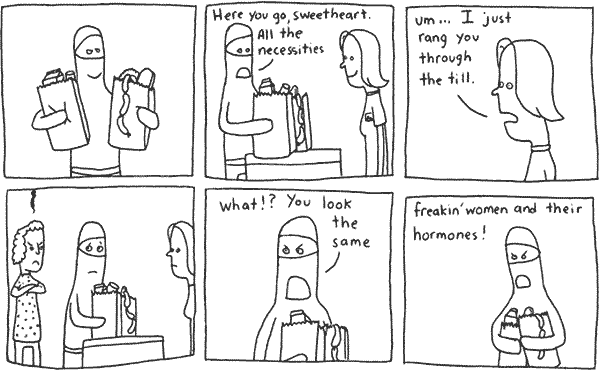 Here you go, sweetheart.
All the
necessities
um... I just
rang you
through
the till.
What!? You look
the
same
freakin' women and their
hormones!